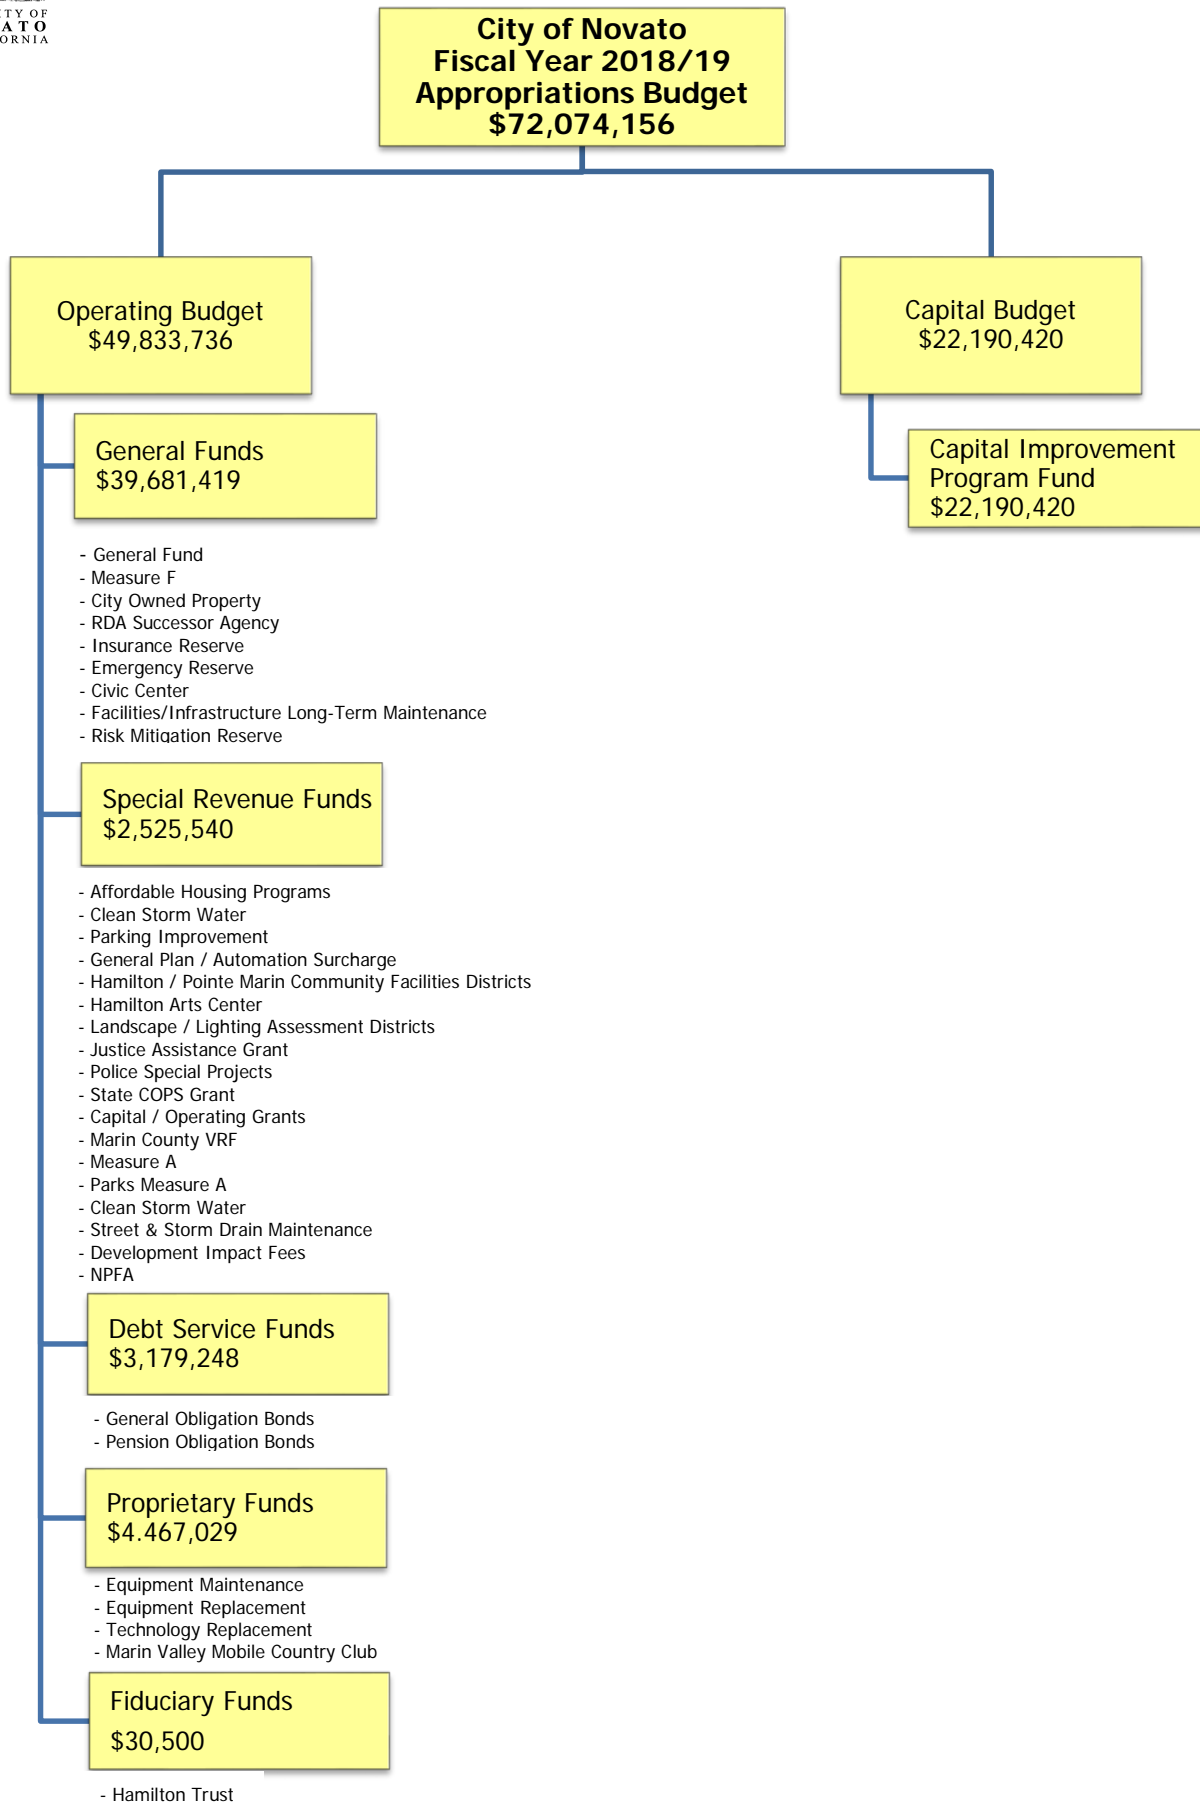 ITY OF
ATO
ORNIA
City of Novato
Fiscal Year 2018/19
Appropriations Budget
$72,074,156
Operating Budget
$49,833,736
Capital Budget
$22,190,420
General Funds
$39,681,419
Capital Improvement
Program Fund
$22,190,420
- General Fund
- Measure F
- City Owned Property
- RDA Successor Agency
- Insurance Reserve
- Emergency Reserve
- Civic Center
- Facilities/Infrastructure Long-Term Maintenance
- Risk Mitigation Reserve
Special Revenue Funds
$2,525,540
- Affordable Housing Programs
- Clean Storm Water
- Parking Improvement
- General Plan / Automation Surcharge
- Hamilton / Pointe Marin Community Facilities Districts
- Hamilton Arts Center
- Landscape / Lighting Assessment Districts
- Justice Assistance Grant
- Police Special Projects
- State COPS Grant
- Capital / Operating Grants
- Marin County VRF
- Measure A
- Parks Measure A
- Clean Storm Water
- Street & Storm Drain Maintenance
- Development Impact Fees
- NPFA
Debt Service Funds
$3,179,248
- General Obligation Bonds
- Pension Obligation Bonds
Proprietary Funds
$4.467,029
- Equipment Maintenance
- Equipment Replacement
- Technology Replacement
- Marin Valley Mobile Country Club
Fiduciary Funds
$30,500
- Hamilton Trust